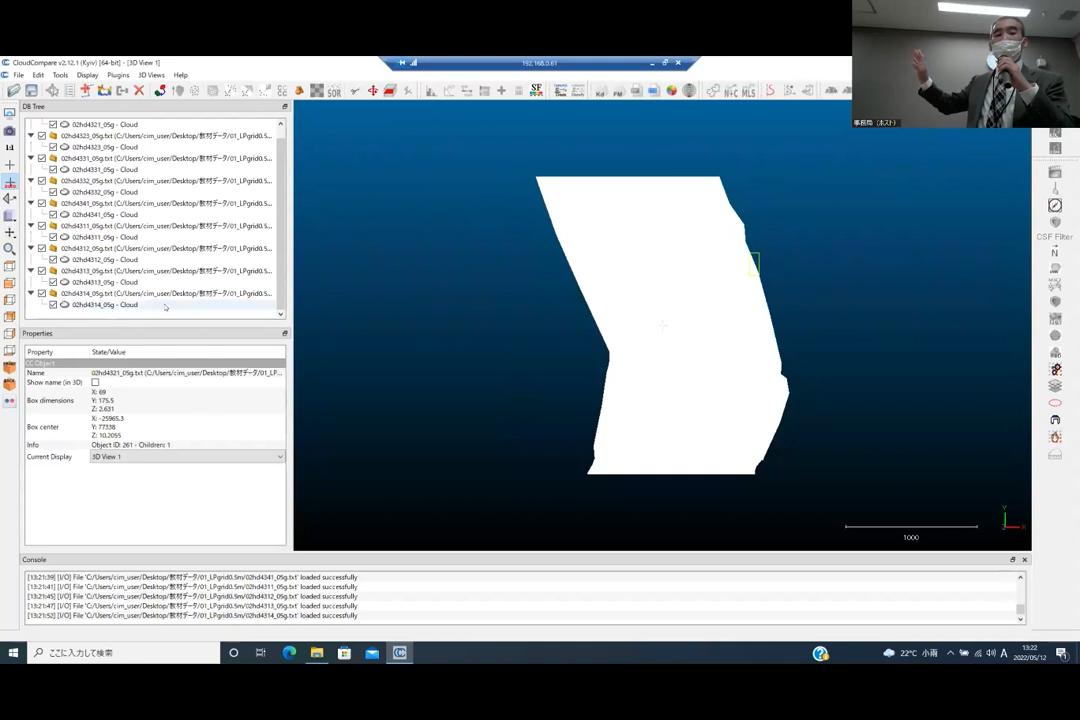 CloudCompare v2.12.1 (Kyiv) [64-bit] - [3D View 1]
192.168.0.61
File Edit Tools Display Plugins 3D Views Help
事務局 (ホスト)
SOR
SF
Kd FM
N+C MLS
1:1
DB Tree
02hd4321_05g - Cloud
02hd4323_05g.txt (C:/Users/cim_user/Desktop/教材データ/01_LPgrid0.5...
02hd4323_05g - Cloud
02hd4331_05g.txt (C:/Users/cim_user/Desktop/教材データ/01_LPgrid0.5...
02hd4331_05g - Cloud
02hd4332_05g.txt (C:/Users/cim_user/Desktop/教材データ/01_LPgrid0.5...
02hd4332_05g - Cloud
02hd4341_05g.txt (C:/Users/cim_user/Desktop/教材データ/01_LPgrid0.5...
02hd4341_05g - Cloud
02hd4311_05g.txt (C:/Users/cim_user/Desktop/教材データ/01_LPgrid0.5...
02hd4311_05g - Cloud
02hd4312_05g.txt (C:/Users/cim_user/Desktop/教材データ/01_LPgrid0.5...
02hd4312_05g - Cloud
02hd4313_05g.txt (C:/Users/cim_user/Desktop/教材データ/01_LPgrid0.5...
02hd4313_05g - Cloud
02hd4314_05g.txt (C:/Users/cim_user/Desktop/教材データ/01_LPgrid0.5...
02hd4314_05g - Cloud
CSF Filter
N
Properties
Property State/Value
CC Object
Name 02hd4321_05g.txt (C:/Users/cim_user/Desktop/教材データ/01_LP...
Show name (in 3D)
Box dimensions X: 69
Y: 175.5
Z: 2.631
Box center X: -25965.3
Y: 77338
Z: 10.2055
Info Object ID: 261 - Children: 1
Current Display 3D View 1
Y
X
Z
1000
Console
[13:21:39] [I/O] File 'C:/Users/cim_user/Desktop/教材データ/01_LPgrid0.5m/02hd4341_05g.txt' loaded successfully
[13:21:41] [I/O] File 'C:/Users/cim_user/Desktop/教材データ/01_LPgrid0.5m/02hd4311_05g.txt' loaded successfully
[13:21:45] [I/O] File 'C:/Users/cim_user/Desktop/教材データ/01_LPgrid0.5m/02hd4312_05g.txt' loaded successfully
[13:21:47] [I/O] File 'C:/Users/cim_user/Desktop/教材データ/01_LPgrid0.5m/02hd4313_05g.txt' loaded successfully
[13:21:52] [I/O] File 'C:/Users/cim_user/Desktop/教材データ/01_LPgrid0.5m/02hd4314_05g.txt' loaded successfully
ここに入力して検索
22°C 小雨
A
13:22
2022/05/12